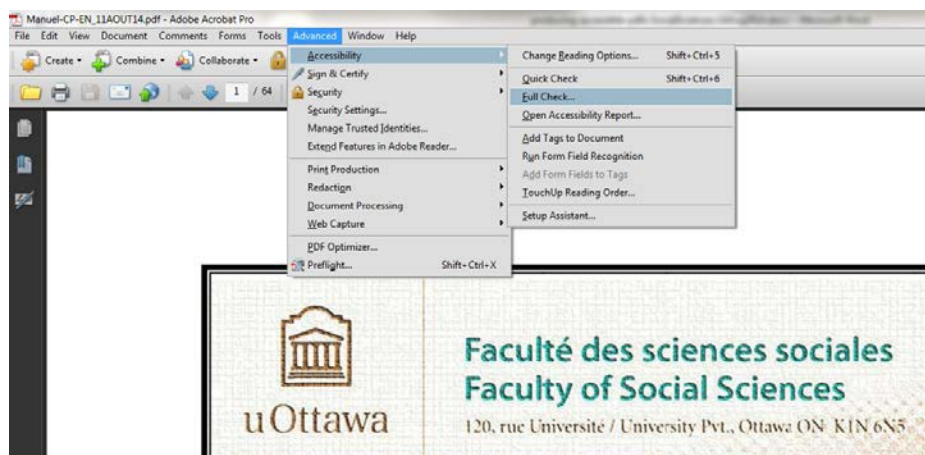 Manuel-CP-EN_11AOUT14.pdf - Adobe Acrobat Pro
File Edit View Document Comments Forms Tools Advanced Window Help
Create Combine Collaborate
1 / 64
Accessibility
Sign & Certify
Security
Security Settings...
Manage Trusted Identities...
Extend Features in Adobe Reader...
Print Production
Redaction
Document Processing
Web Capture
PDF Optimizer...
Preflight... Shift+Ctrl+X
Change Reading Options... Shift+Ctrl+5
Quick Check Shift+Ctrl+6
Full Check...
Open Accessibility Report...
Add Tags to Document
Run Form Field Recognition
Add Form Fields to Tags
TouchUp Reading Order...
Setup Assistant...
uOttawa
Faculté des sciences sociales
Faculty of Social Sciences
120, rue Université / University Pvt., Ottawa ON K1N 6N5